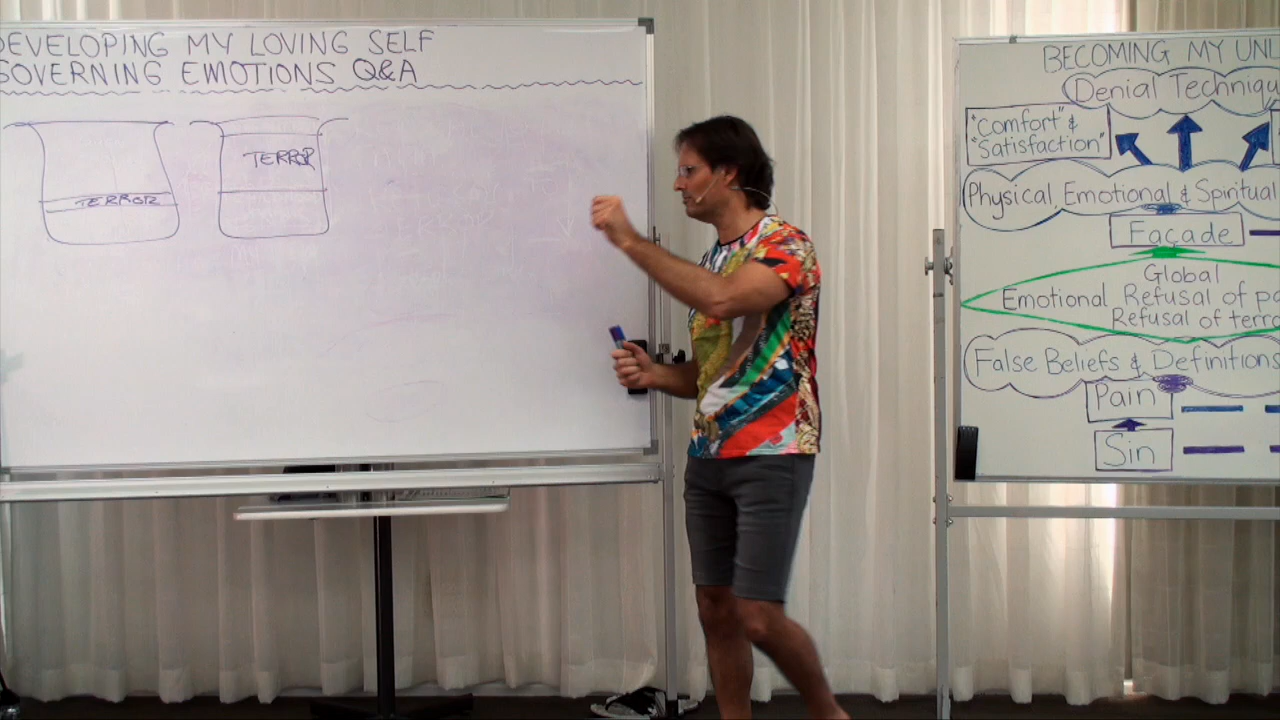 DEVELOPING MY LOVING SELF
GOVERNING EMOTIONS Q&A
TERROR
TERROR
BECOMING MY UNL
Denial Techniqu
"Comfort" &
"Satisfaction"
Physical, Emotional & Spiritual
Façade
Global
Emotional Refusal of pa
Refusal of terro
False Beliefs & Definitions
Pain
Sin